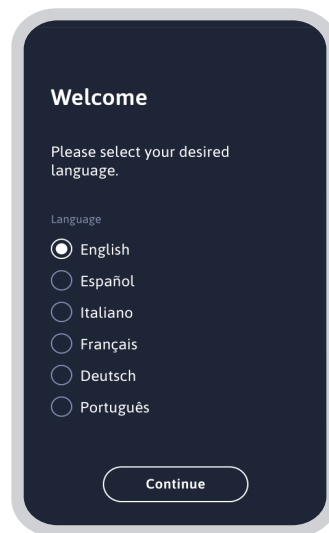 Welcome
Please select your desired
language.
Language
English
Español
Italiano
Français
Deutsch
Português
Continue